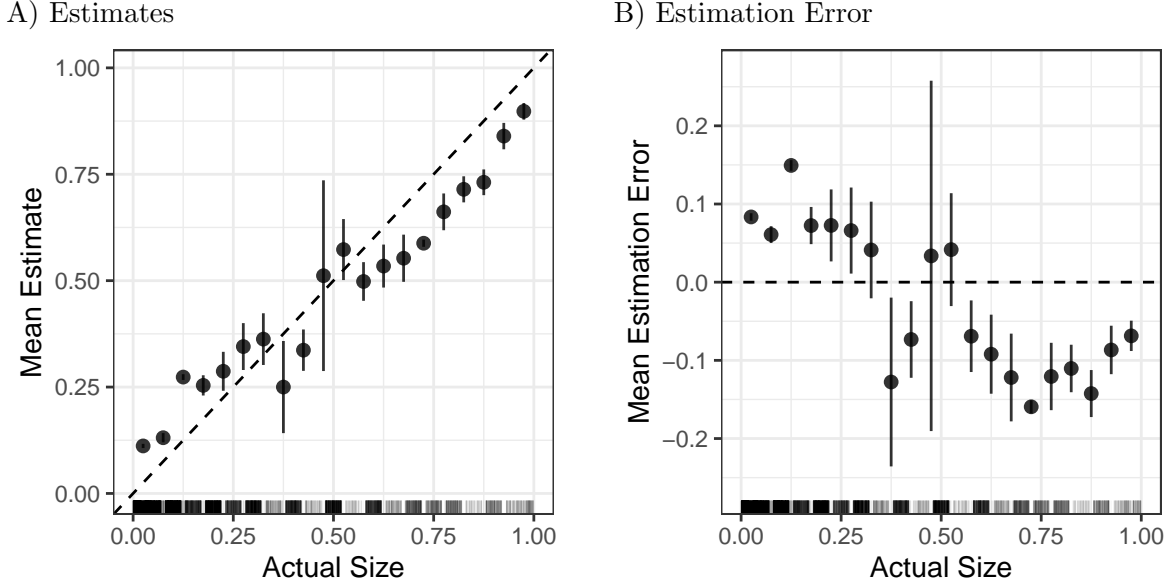 A) Estimates
1.00
0.75
0.50
0.25
0.00
Mean Estimate
0.00 0.25 0.50 0.75 1.00
Actual Size
B) Estimation Error
0.2
0.1
0.0
−0.1
−0.2
Mean Estimation Error
0.00 0.25 0.50 0.75 1.00
Actual Size